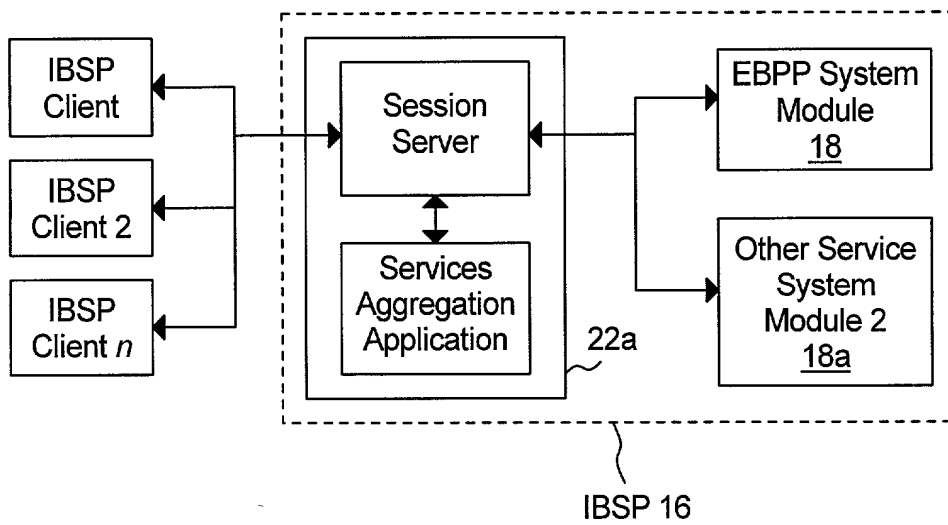 IBSP
Client
IBSP
Client 2
IBSP
Client n
Session
Server
Services
Aggregation
Application
22a
EBPP System
Module
18
Other Service
System
Module 2
18a
IBSP 16